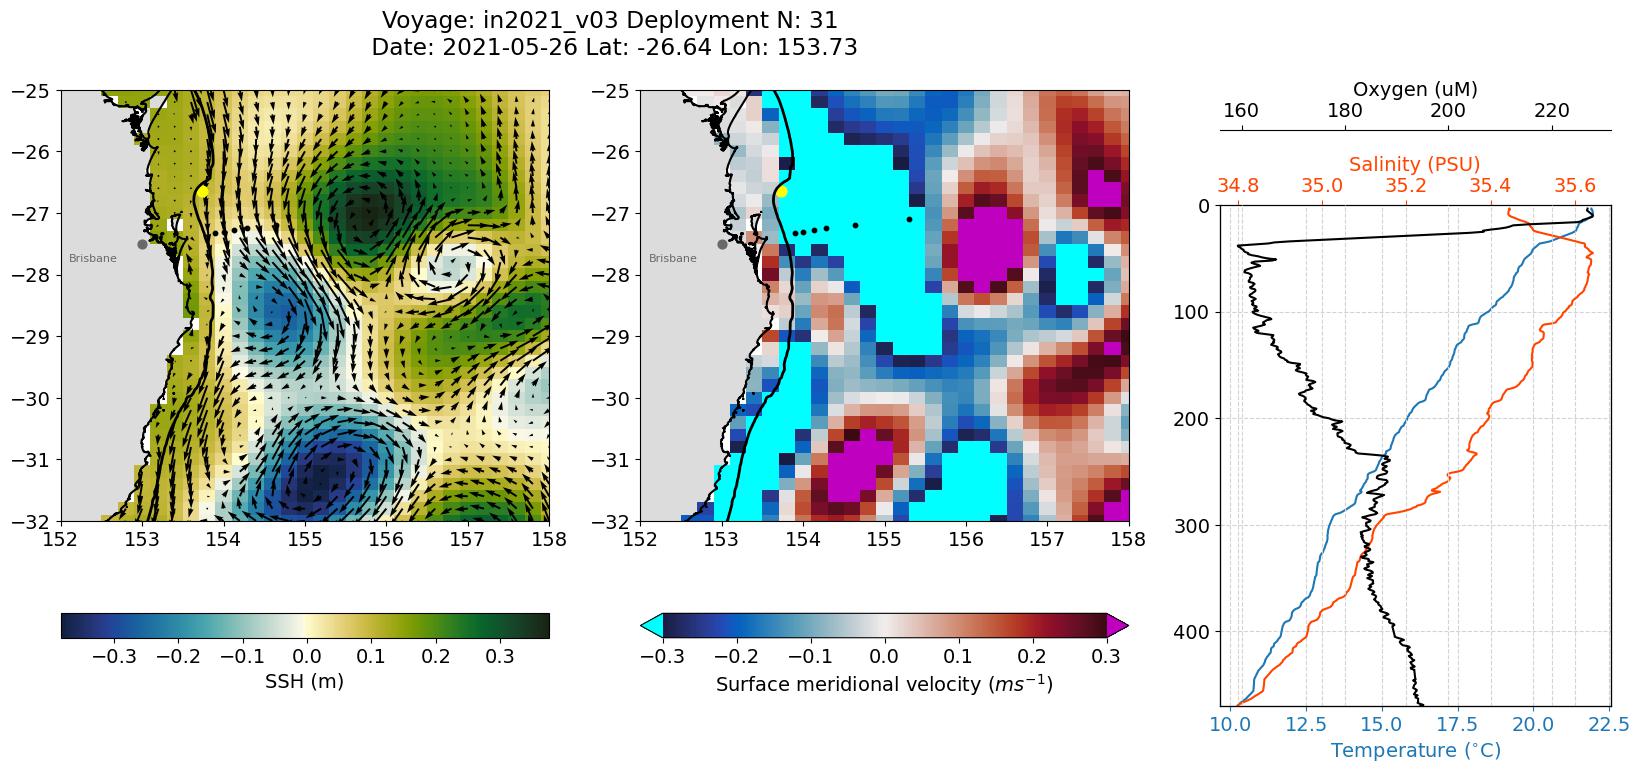 Voyage: in2021_v03 Deployment N: 31
Date: 2021-05-26 Lat: -26.64 Lon: 153.73
−25
−26
−27
−28
−29
−30
−31
−32
152 153 154 155 156 157 158
Brisbane
−0.3 −0.2 −0.1 0.0 0.1 0.2 0.3
SSH (m)
−25
−26
−27
−28
−29
−30
−31
−32
152 153 154 155 156 157 158
Brisbane
−0.3 −0.2 −0.1 0.0 0.1 0.2 0.3
Surface meridional velocity (ms⁻¹)
Oxygen (uM)
160 180 200 220
Salinity (PSU)
34.8 35.0 35.2 35.4 35.6
0
100
200
300
400
10.0 12.5 15.0 17.5 20.0 22.5
Temperature (°C)